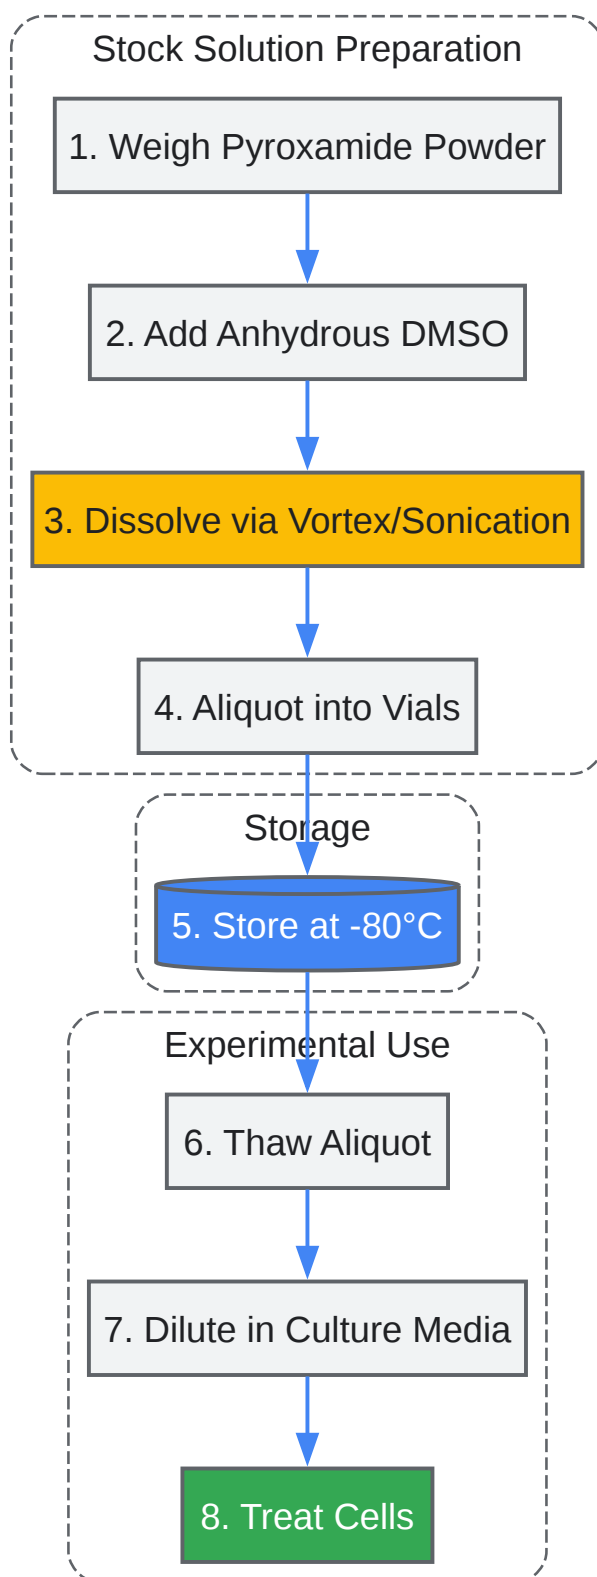 Stock Solution Preparation
1. Weigh Pyroxamide Powder
2. Add Anhydrous DMSO
3. Dissolve via Vortex/Sonication
4. Aliquot into Vials
Storage
5. Store at -80°C
Experimental Use
6. Thaw Aliquot
7. Dilute in Culture Media
8. Treat Cells